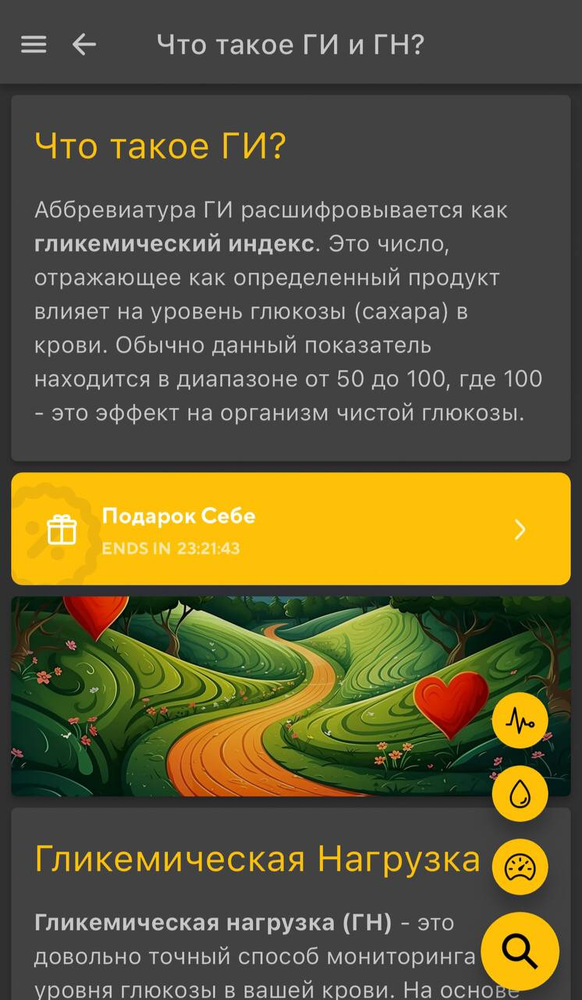 Что такое ГИ и ГН?
Что такое ГИ?
Аббревиатура ГИ расшифровывается как
гликемический индекс. Это число,
отражающее как определенный продукт
влияет на уровень глюкозы (сахара) в
крови. Обычно данный показатель
находится в диапазоне от 50 до 100, где 100
- это эффект на организм чистой глюкозы.
Подарок Себе
ENDS IN 23:21:43
Гликемическая Нагрузка
Гликемическая нагрузка (ГН) - это
довольно точный способ мониторинга
уровня глюкозы в вашей крови. На основе